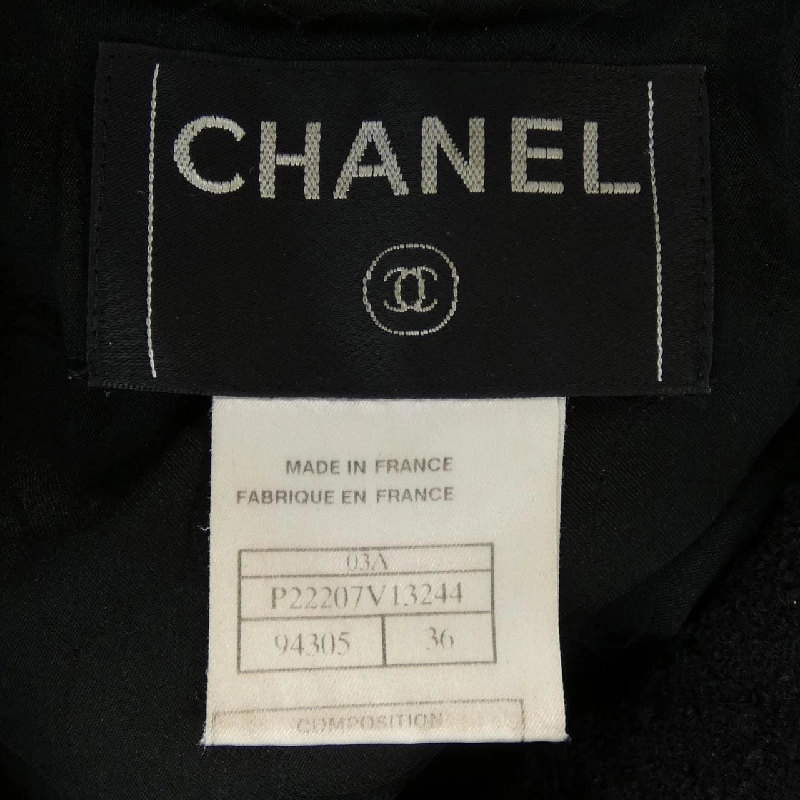 CHANEL
MADE IN FRANCE
FABRIQUE EN FRANCE
03A
P22207V13244
94305 36
COMPOSITION